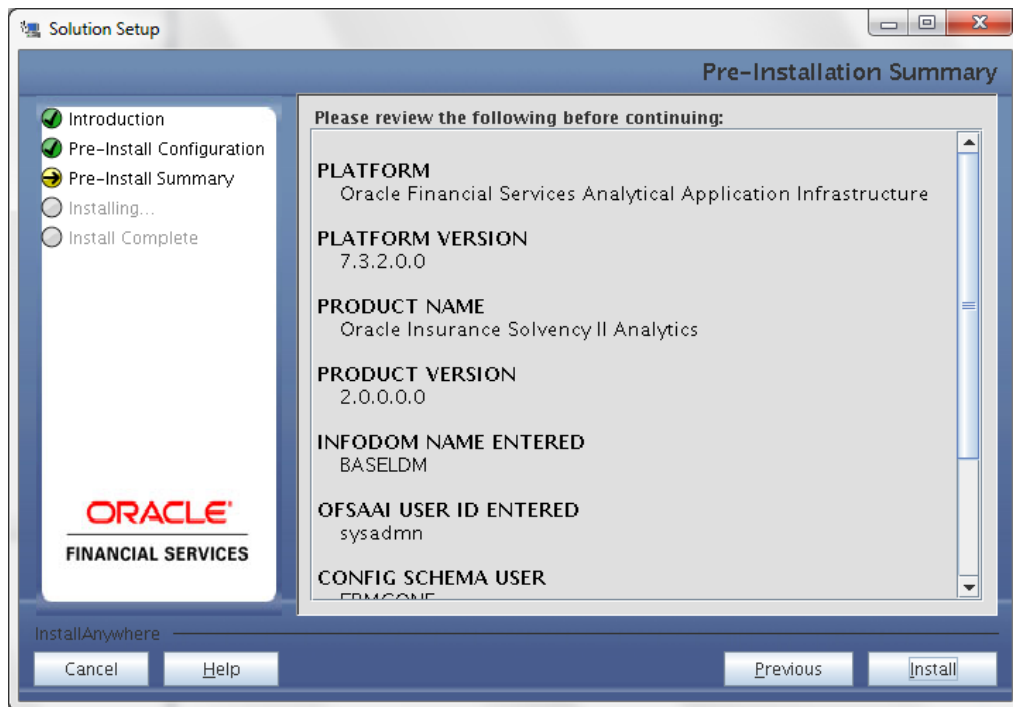 Solution Setup
Pre-Installation Summary
Introduction
Pre-Install Configuration
Pre-Install Summary
Installing...
Install Complete
ORACLE
FINANCIAL SERVICES
Please review the following before continuing:
PLATFORM
Oracle Financial Services Analytical Application Infrastructure
PLATFORM VERSION
7.3.2.0.0
PRODUCT NAME
Oracle Insurance Solvency II Analytics
PRODUCT VERSION
2.0.0.0.0
INFODOM NAME ENTERED
BASELDM
OFSAAI USER ID ENTERED
sysadmn
CONFIG SCHEMA USER
InstallAnywhere
Cancel
Help
Previous
Install